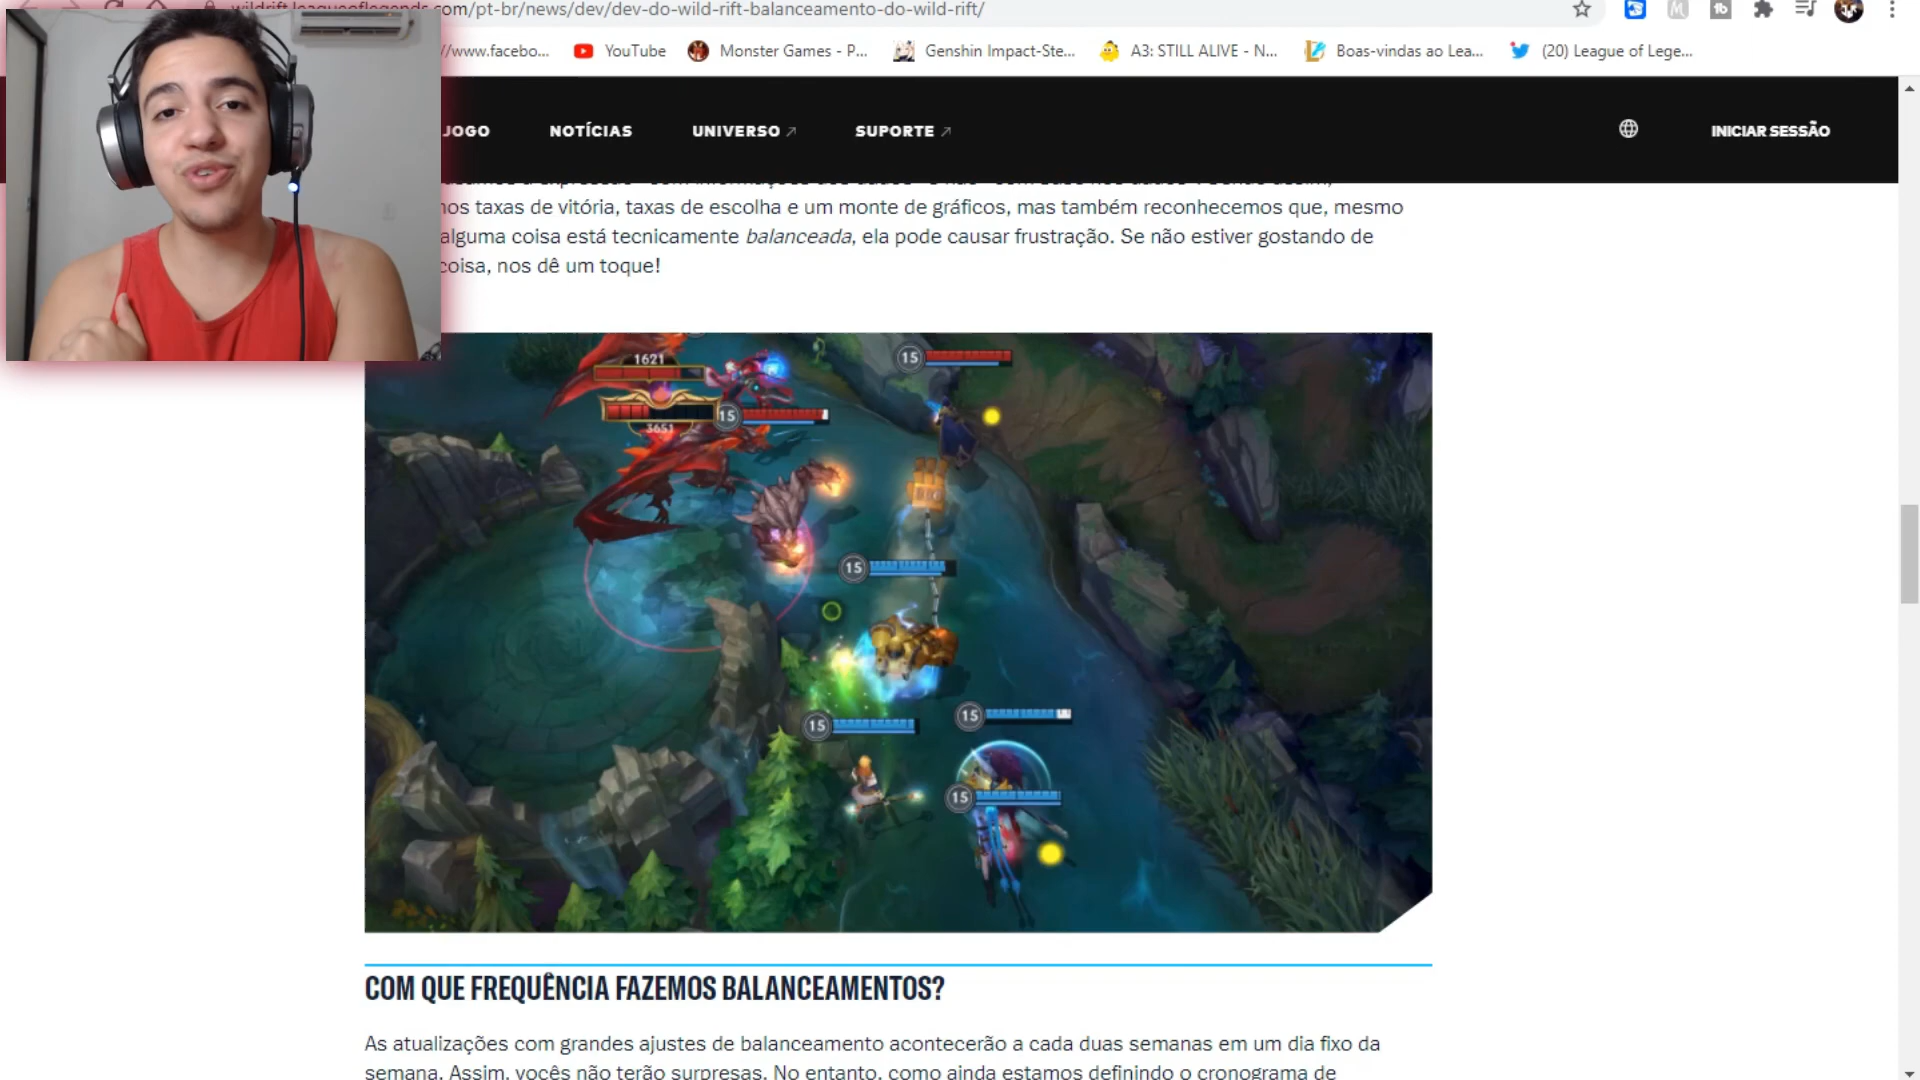 wildrift.leagueoflegends.com/pt-br/news/dev/dev-do-wild-rift-balanceamento-do-wild-rift/
//www.facebo... YouTube Monster Games - P... Genshin Impact-Ste... A3: STILL ALIVE - N... Boas-vindas ao Lea... (20) League of Lege...
JOGO NOTÍCIAS UNIVERSO ↗ SUPORTE ↗ INICIAR SESSÃO
nos taxas de vitória, taxas de escolha e um monte de gráficos, mas também reconhecemos que, mesmo
alguma coisa está tecnicamente balanceada, ela pode causar frustração. Se não estiver gostando de
coisa, nos dê um toque!
1621
15
15
3651
15
15
15
15
COM QUE FREQUÊNCIA FAZEMOS BALANCEAMENTOS?
As atualizações com grandes ajustes de balanceamento acontecerão a cada duas semanas em um dia fixo da
semana. Assim, vocês não terão surpresas. No entanto, como ainda estamos definindo o cronograma de